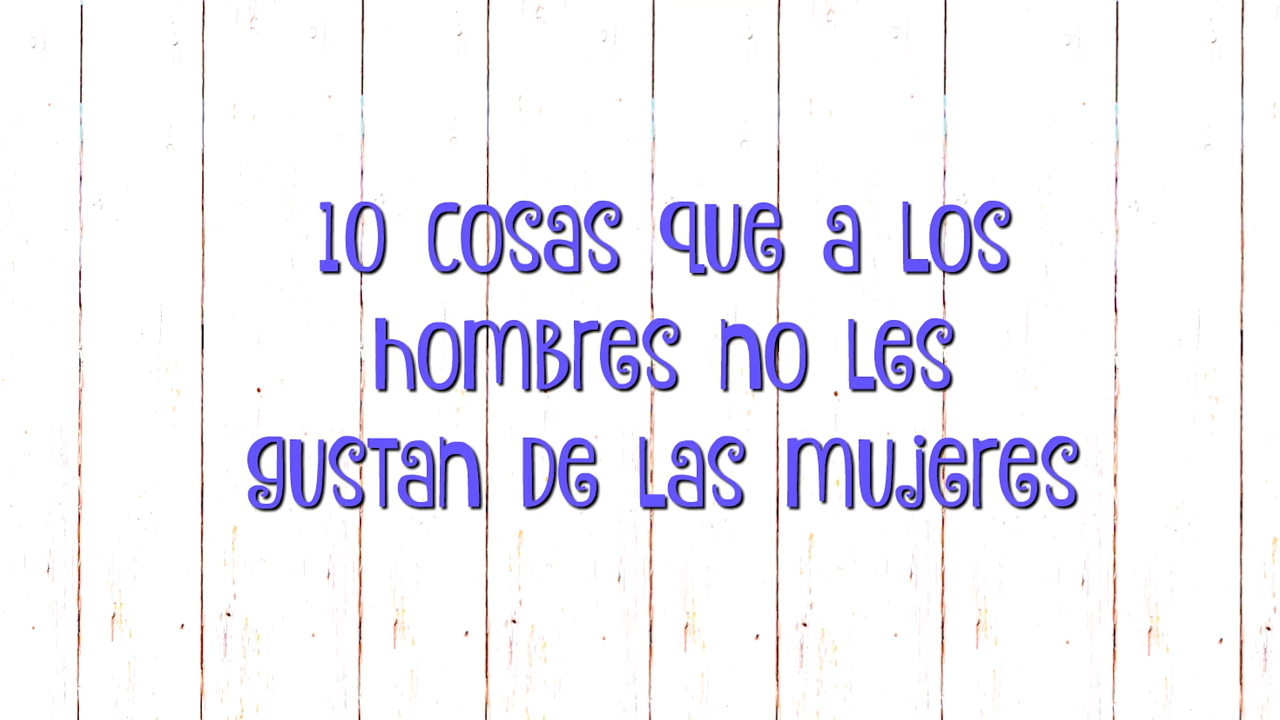 10 cosas que a los
hombres no les
gustan de las mujeres